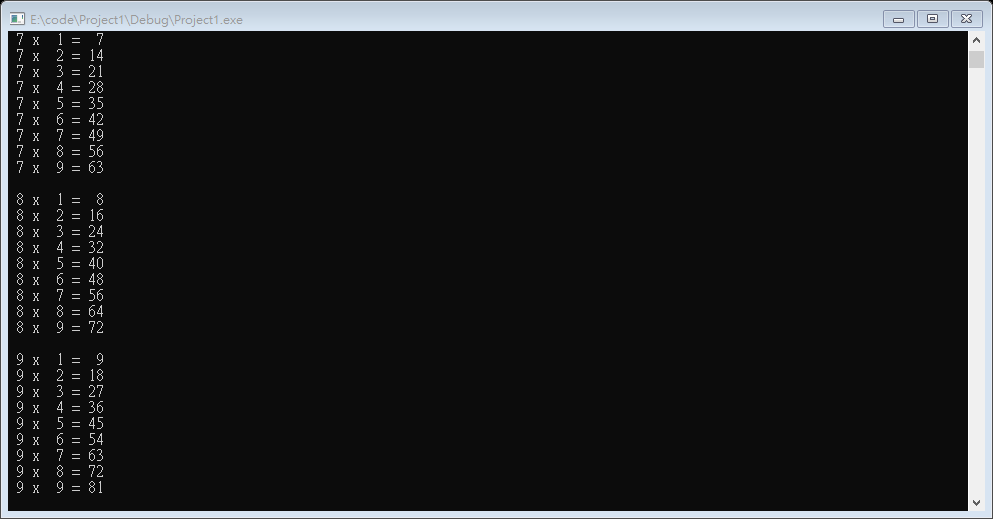 E:\code\Project1\Debug\Project1.exe
7 x  1 =  7
7 x  2 = 14
7 x  3 = 21
7 x  4 = 28
7 x  5 = 35
7 x  6 = 42
7 x  7 = 49
7 x  8 = 56
7 x  9 = 63
8 x  1 =  8
8 x  2 = 16
8 x  3 = 24
8 x  4 = 32
8 x  5 = 40
8 x  6 = 48
8 x  7 = 56
8 x  8 = 64
8 x  9 = 72
9 x  1 =  9
9 x  2 = 18
9 x  3 = 27
9 x  4 = 36
9 x  5 = 45
9 x  6 = 54
9 x  7 = 63
9 x  8 = 72
9 x  9 = 81